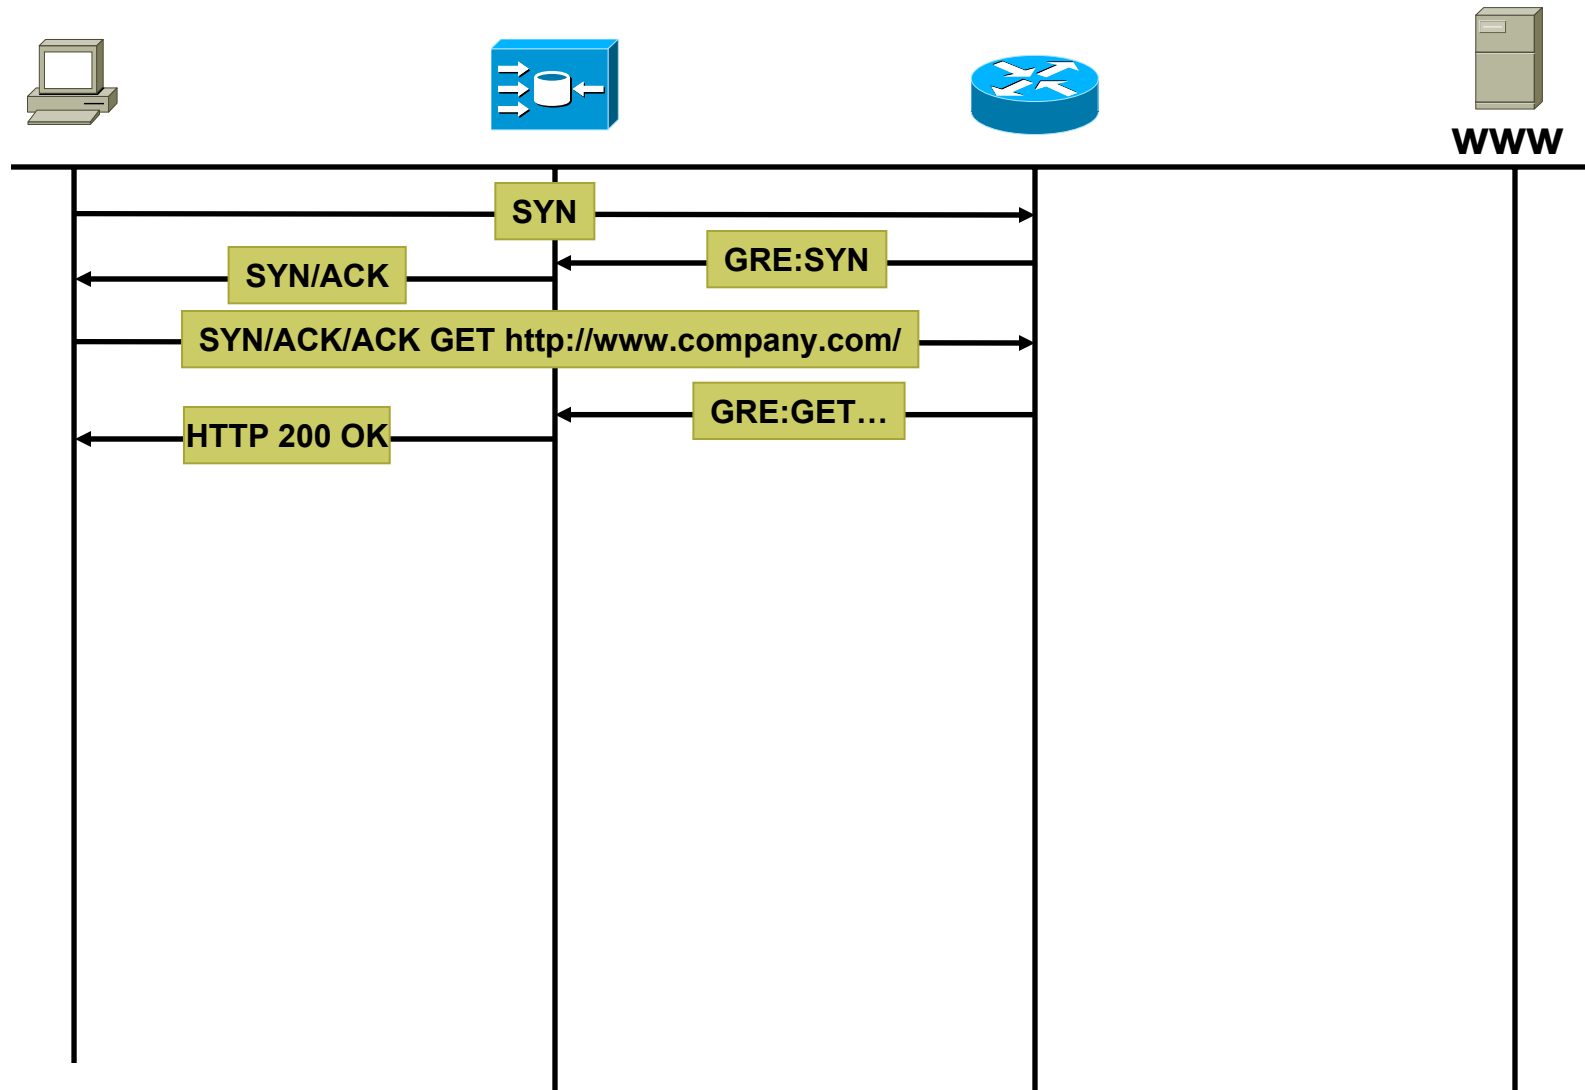 WWW
SYN
GRE:SYN
SYN/ACK
SYN/ACK/ACK GET http://www.company.com/
GRE:GET…
HTTP 200 OK